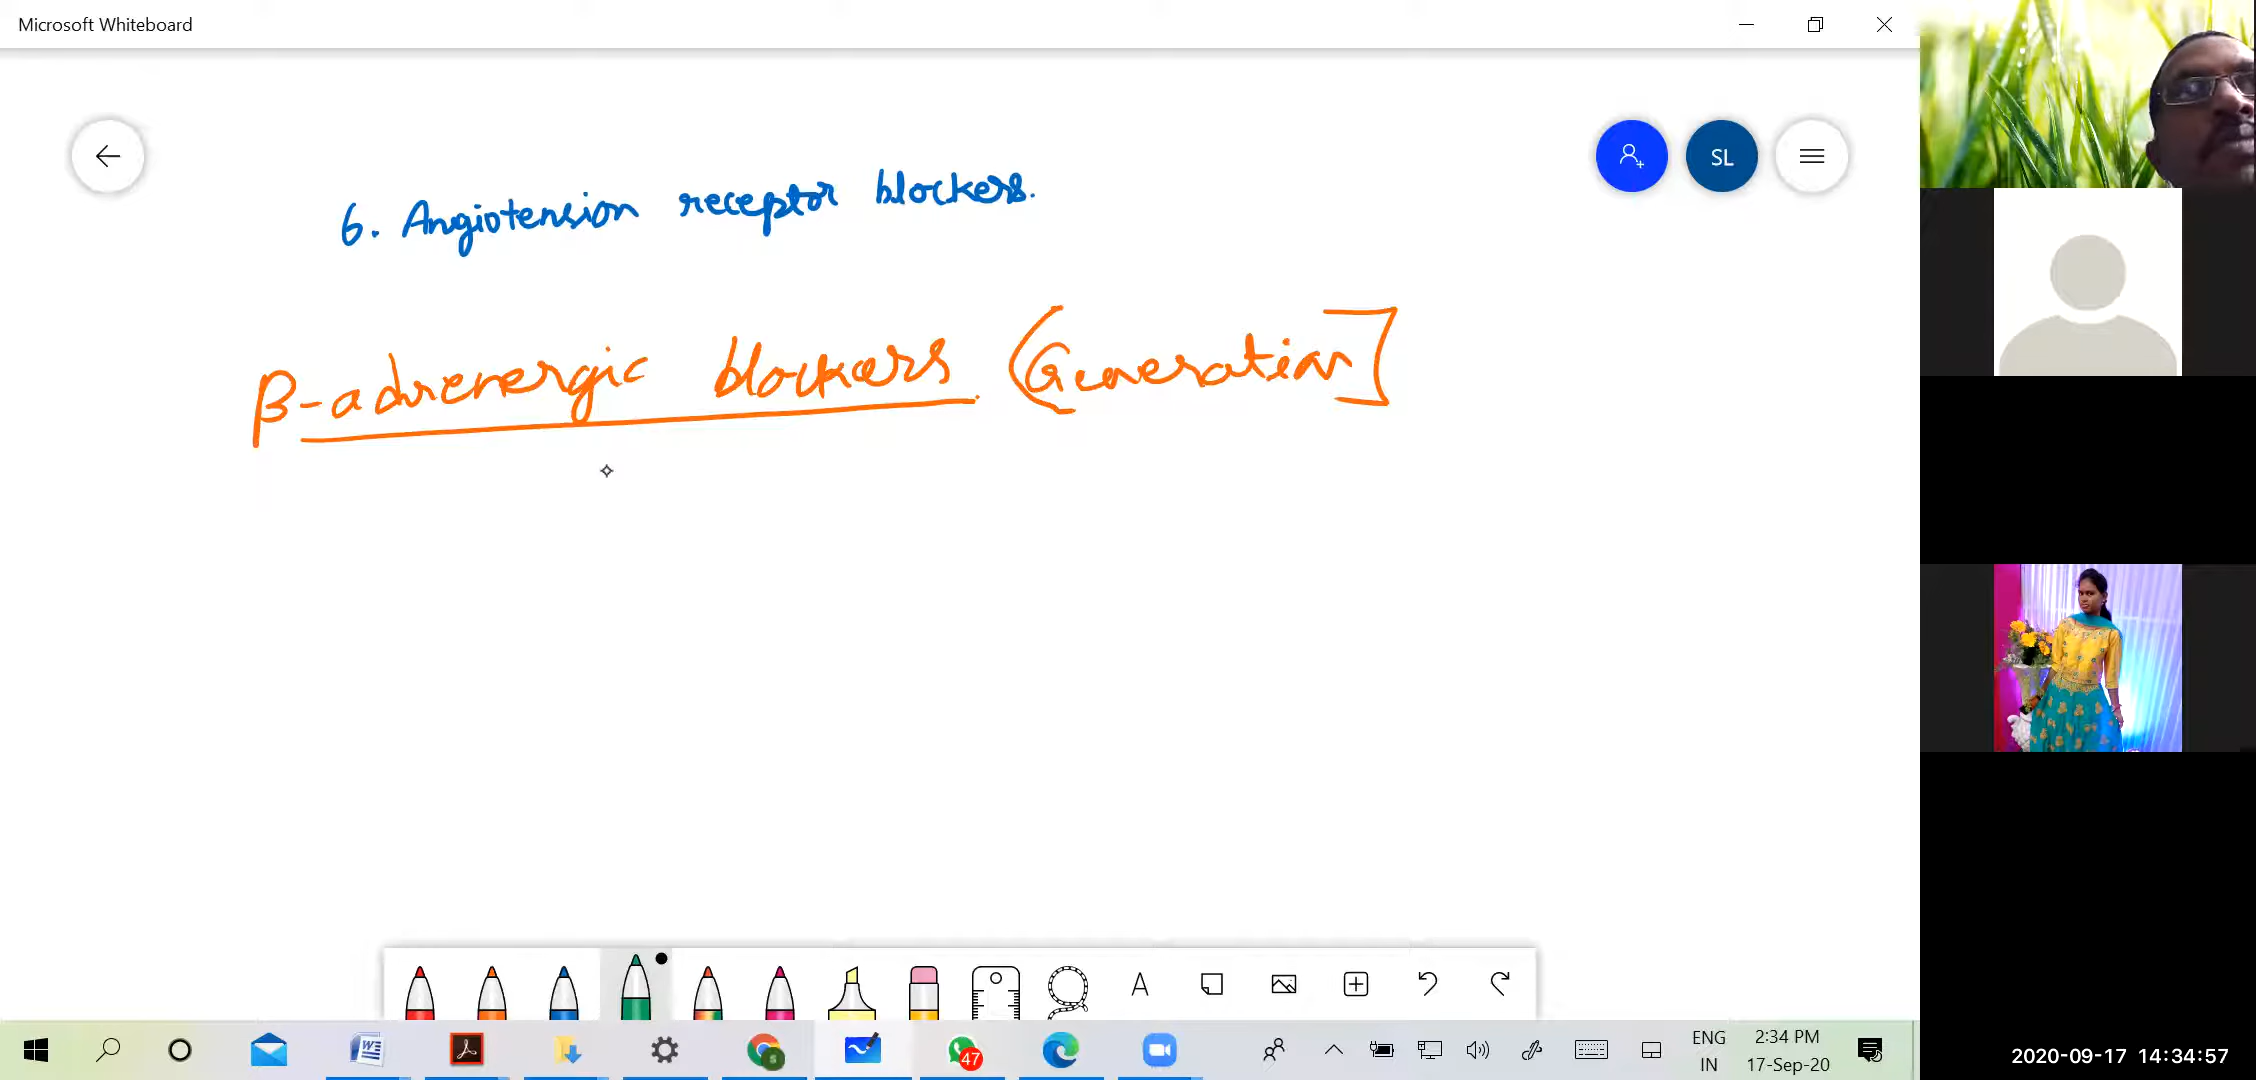 Microsoft Whiteboard
SL
6. Angiotension receptor blockers.
β-adrenergic blockers (Generation]
A
47
ENG
IN
2:34 PM
17-Sep-20
2020-09-17 14:34:57